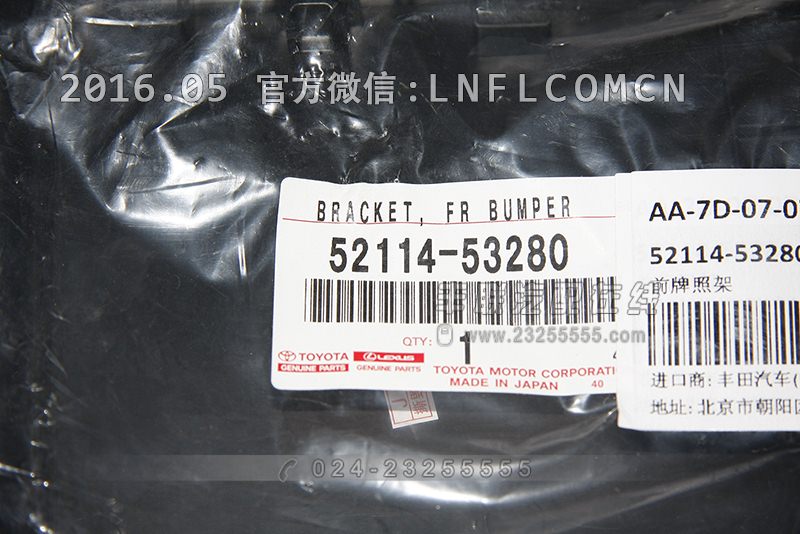 2016.05 官方微信:LNFLCOMCN
BRACKET, FR BUMPER
52114-53280
www.23255555.com
QTY: 1
TOYOTA
GENUINE PARTS
LEXUS
GENUINE PARTS
TOYOTA MOTOR CORPORATI
MADE IN JAPAN 40
AA-7D-07-0
52114-53280
前牌照架
进口商: 丰田汽车(
地址: 北京市朝阳区
024-23255555